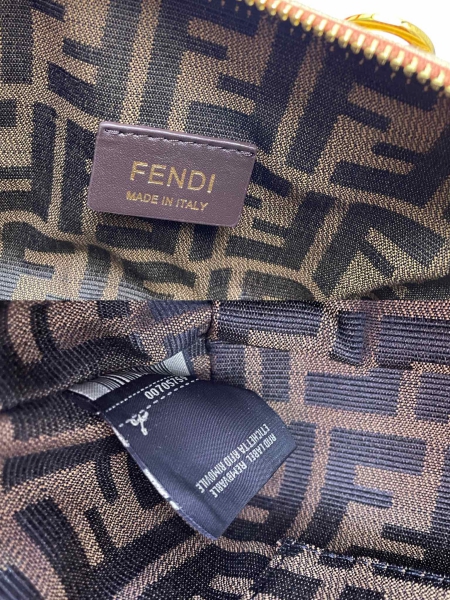 FENDI
MADE IN ITALY
RFID LABEL REMOVABLE
ETICHETTA RFID RIMOVIBILE